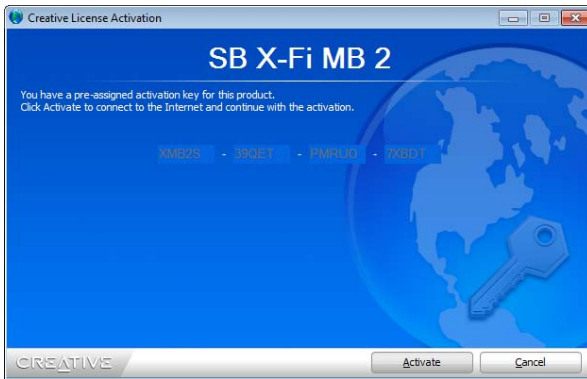 Creative License Activation
SB X-Fi MB 2
You have a pre-assigned activation key for this product.
Click Activate to connect to the Internet and continue with the activation.
XMB2S - 39QET - PMRUO - 7XBDT
CREATIVE
Activate
Cancel